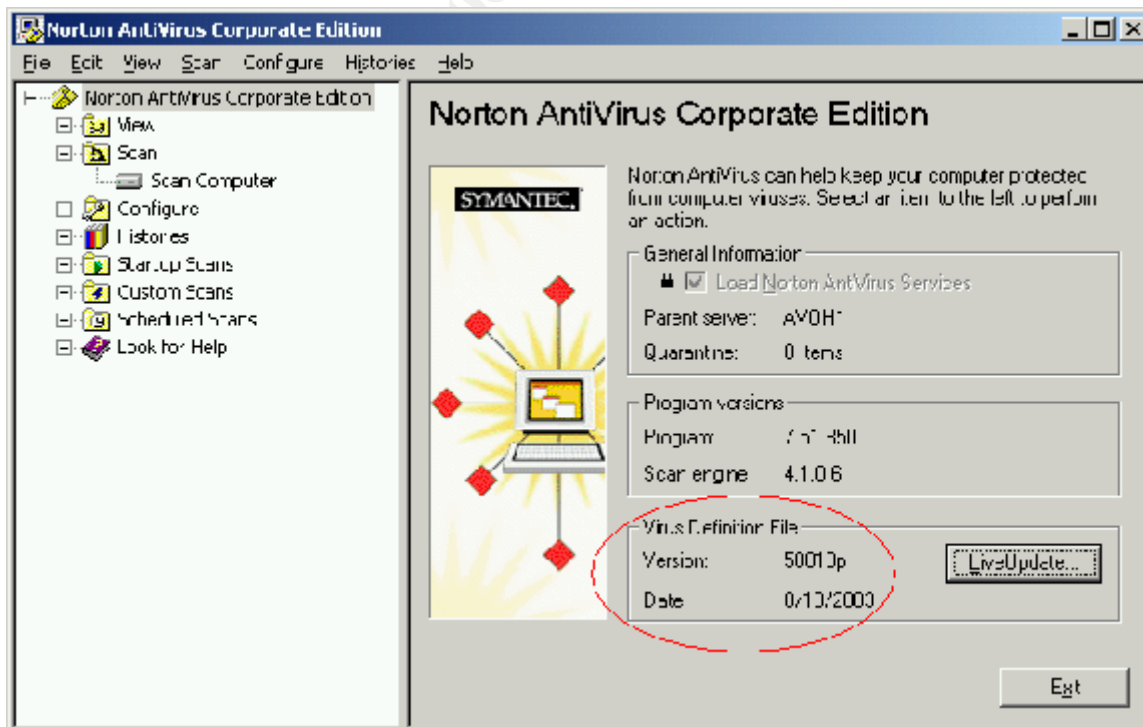 Norton AntiVirus Corporate Edition
File Edit View Scan Configure Histories Help
Norton AntiVirus Corporate Edition
View
Scan
Scan Computer
Configure
Histories
Startup Scans
Custom Scans
Scheduled Scans
Look for Help
Norton AntiVirus Corporate Edition
SYMANTEC.
Norton AntiVirus can help keep your computer protected
from computer viruses. Select an item to the left to perform
an action.
General Information
Load Norton AntiVirus Services
Parent server:
Quarantine: 0 Items
Program versions
Program
Scan engine 4.1.0.6
Virus Definition File
Version:
LiveUpdate...
Date
Exit